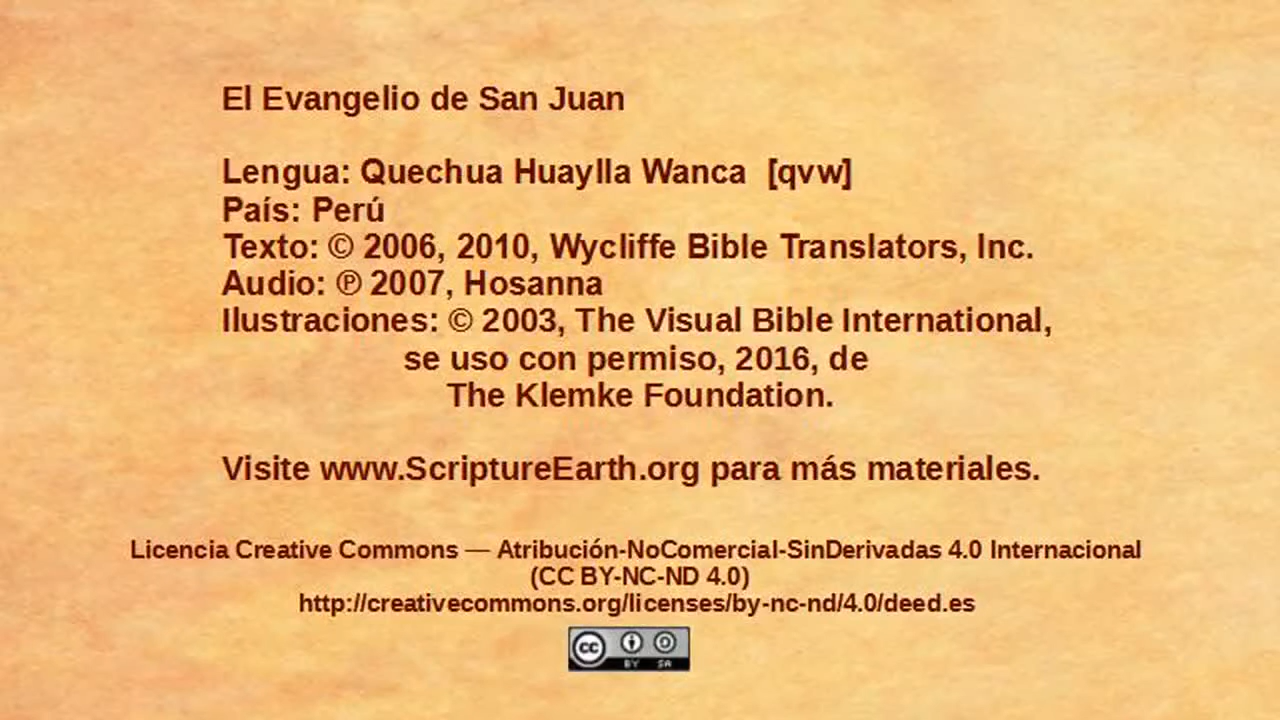 El Evangelio de San Juan
Lengua: Quechua Huaylla Wanca [qvw]
País: Perú
Texto: © 2006, 2010, Wycliffe Bible Translators, Inc.
Audio: ℗ 2007, Hosanna
Ilustraciones: © 2003, The Visual Bible International,
se uso con permiso, 2016, de
The Klemke Foundation.
Visite www.ScriptureEarth.org para más materiales.
Licencia Creative Commons — Atribución-NoComercial-SinDerivadas 4.0 Internacional
(CC BY-NC-ND 4.0)
http://creativecommons.org/licenses/by-nc-nd/4.0/deed.es
cc
BY SA